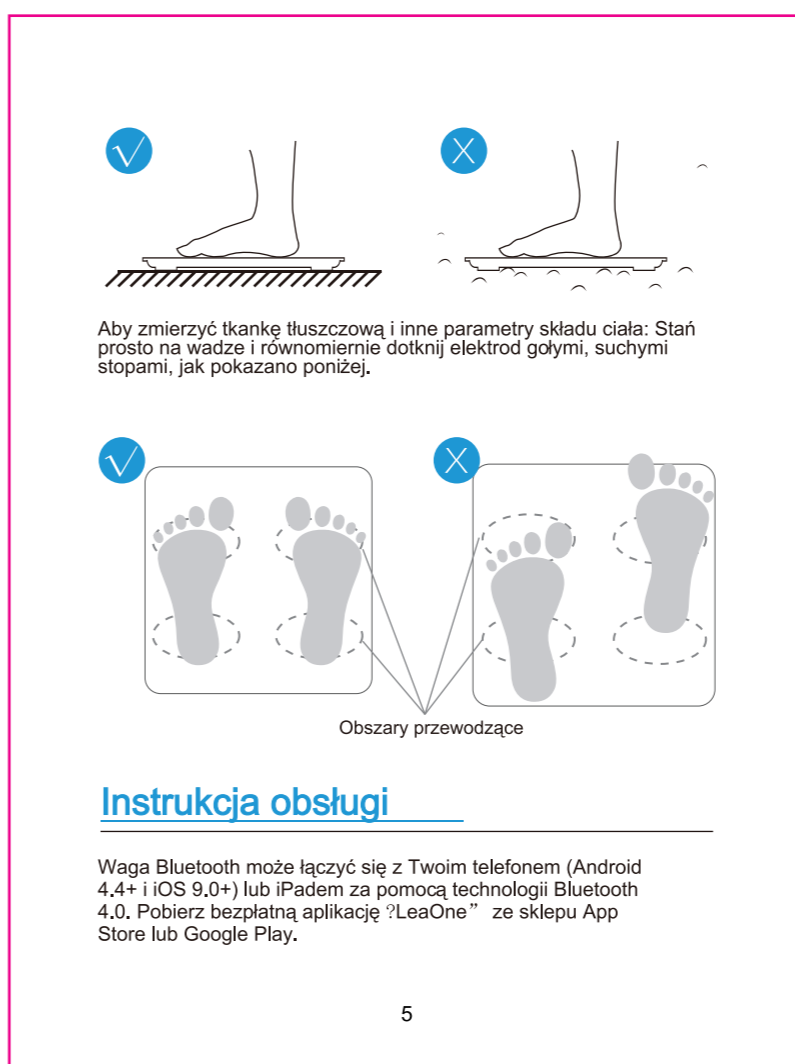 √
X
Aby zmierzyć tkankę tłuszczową i inne parametry składu ciała: Stań
prosto na wadze i równomiernie dotknij elektrod gołymi, suchymi
stopami, jak pokazano poniżej.
√
X
Obszary przewodzące
Instrukcja obsługi
Waga Bluetooth może łączyć się z Twoim telefonem (Android
4.4+ i iOS 9.0+) lub iPadem za pomocą technologii Bluetooth
4.0. Pobierz bezpłatną aplikację ?LeaOne” ze sklepu App
Store lub Google Play.
5